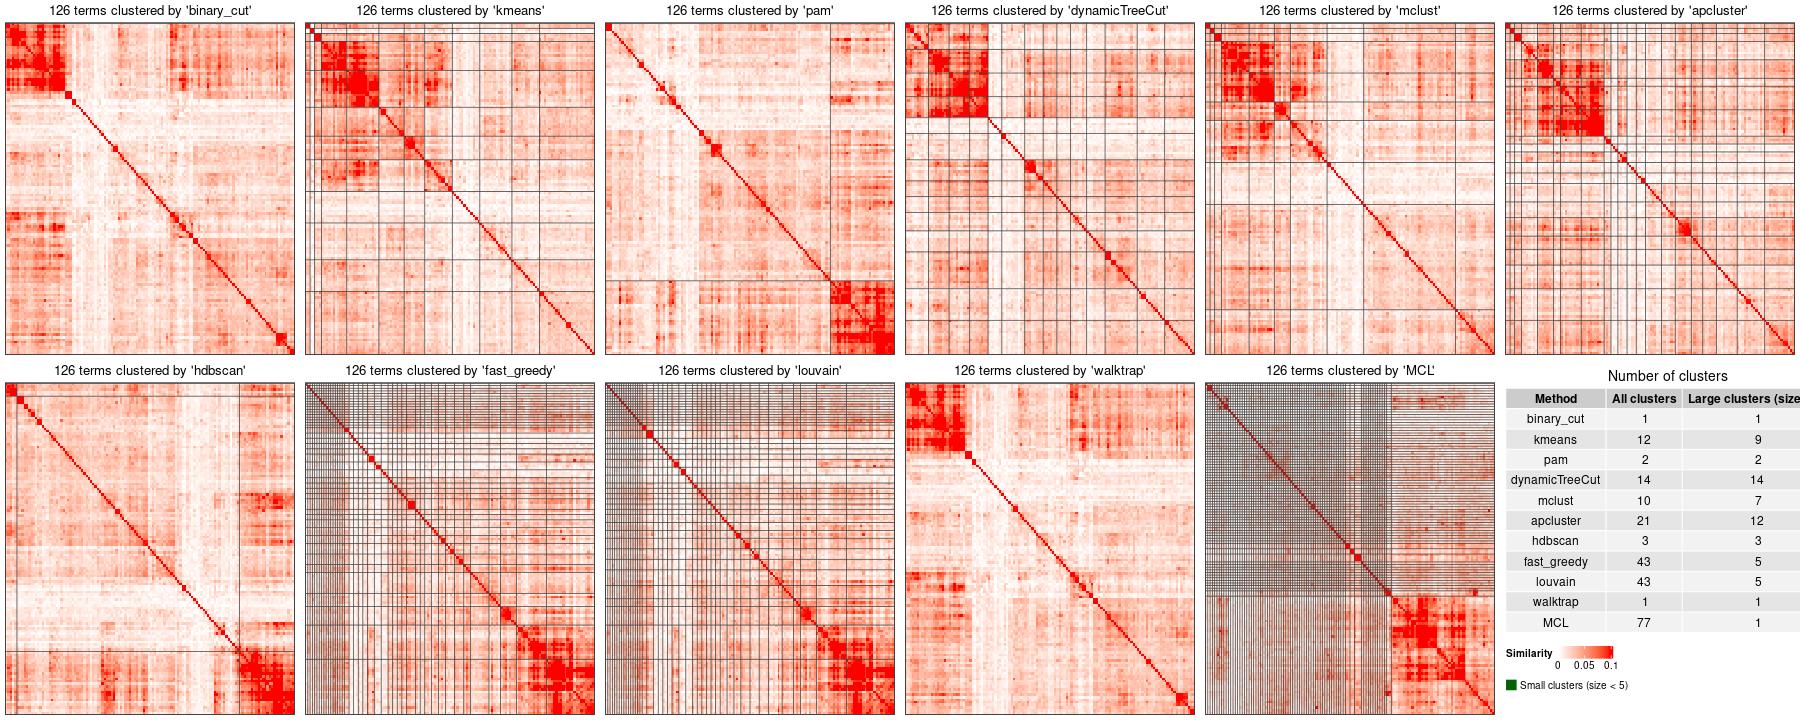 126 terms clustered by 'binary_cut'
126 terms clustered by 'kmeans'
126 terms clustered by 'pam'
126 terms clustered by 'dynamicTreeCut'
126 terms clustered by 'mclust'
126 terms clustered by 'apcluster'
126 terms clustered by 'hdbscan'
126 terms clustered by 'fast_greedy'
126 terms clustered by 'louvain'
126 terms clustered by 'walktrap'
126 terms clustered by 'MCL'
Number of clusters
Method All clusters Large clusters (size
binary_cut 1 1
kmeans 12 9
pam 2 2
dynamicTreeCut 14 14
mclust 10 7
apcluster 21 12
hdbscan 3 3
fast_greedy 43 5
louvain 43 5
walktrap 1 1
MCL 77 1
Similarity
0 0.05 0.1
Small clusters (size < 5)